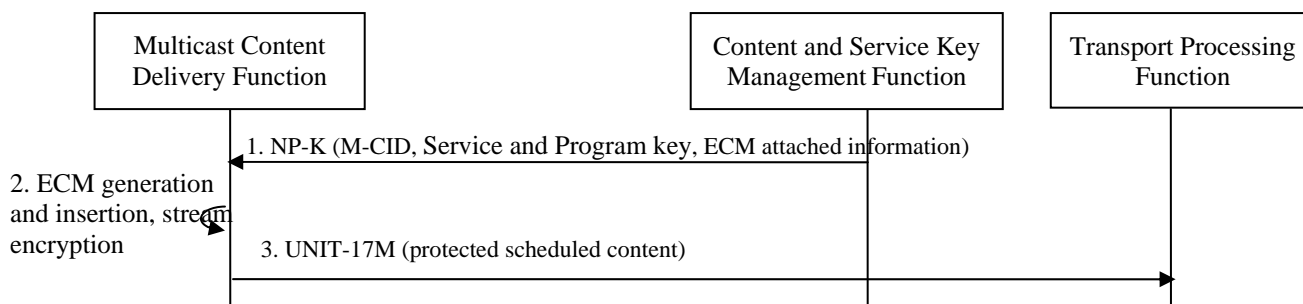 Multicast Content
Delivery Function
Content and Service Key
Management Function
Transport Processing
Function
1. NP-K (M-CID, Service and Program key, ECM attached information)
2. ECM generation
and insertion, stream
encryption
3. UNIT-17M (protected scheduled content)